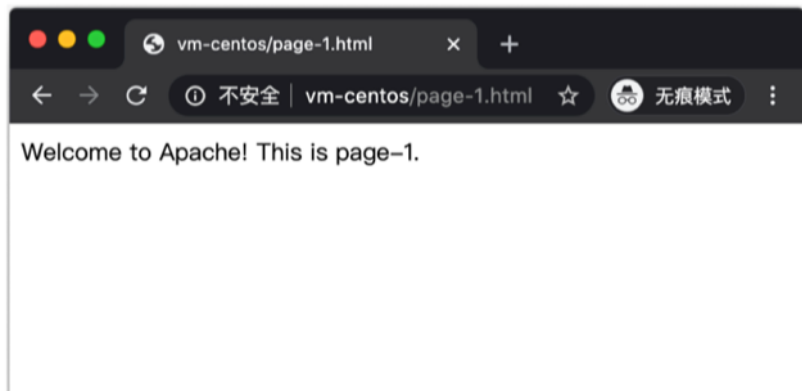 vm-centos/page-1.html
不安全 vm-centos/page-1.html 无痕模式
Welcome to Apache! This is page-1.